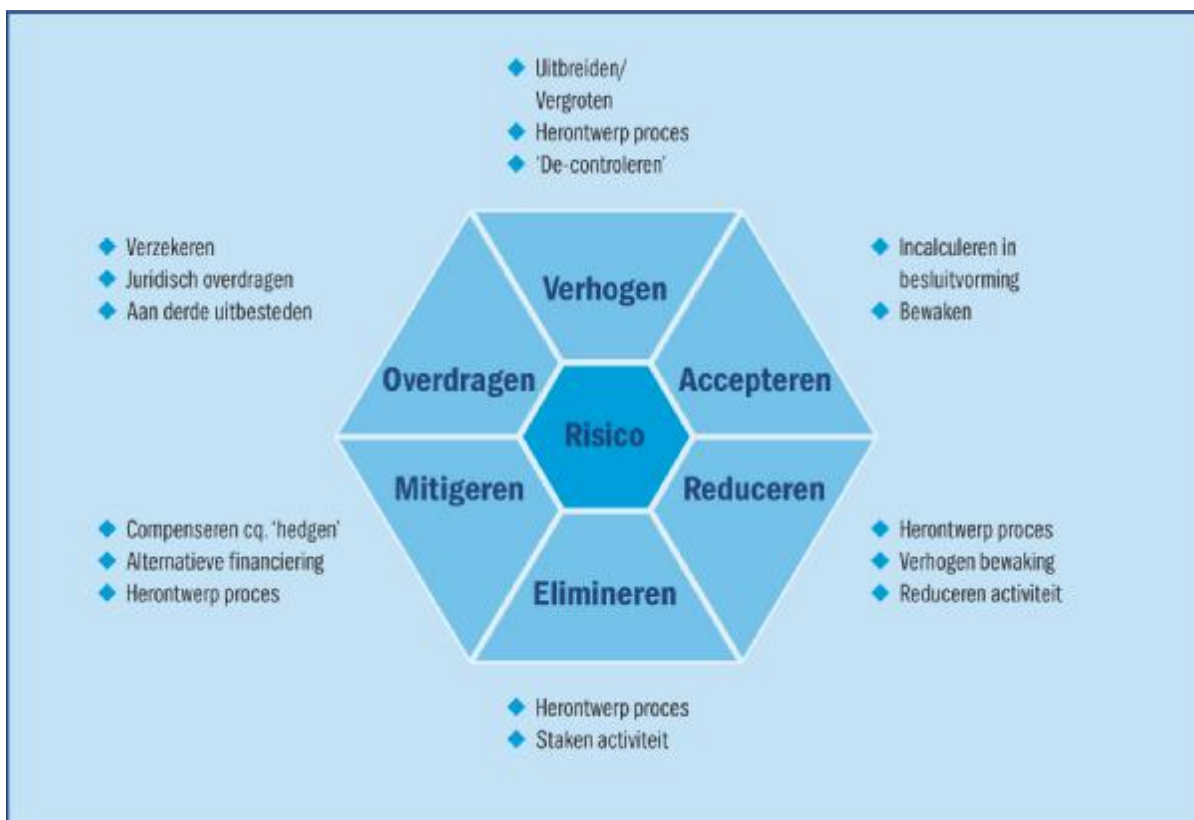 Uitbreiden/
Vergroten
Herontwerp proces
'De-controleren'
Verzekeren
Juridisch overdragen
Aan derde uitbesteden
Incalculeren in
besluitvorming
Bewaken
Verhogen
Overdragen
Accepteren
Risico
Mitigeren
Reduceren
Elimineren
Compenseren cq. 'hedgen'
Alternatieve financiering
Herontwerp proces
Herontwerp proces
Verhogen bewaking
Reduceren activiteit
Herontwerp proces
Staken activiteit